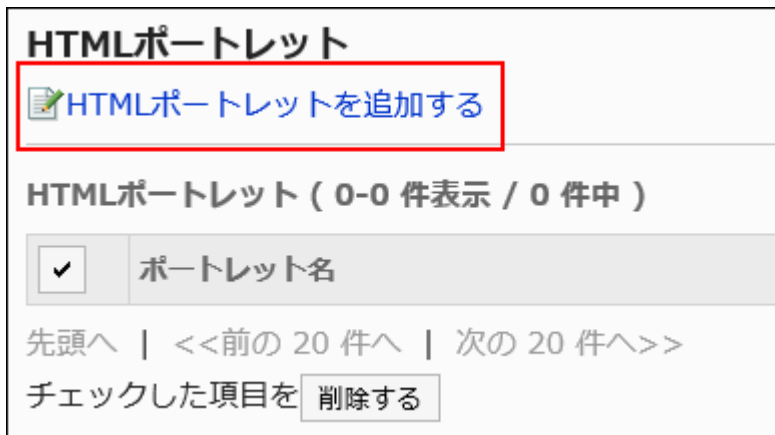 HTMLポートレット
HTMLポートレットを追加する
HTMLポートレット ( 0-0 件表示 / 0 件中 )
ポートレット名
先頭へ | <<前の 20 件へ | 次の 20 件へ>>
チェックした項目を 削除する